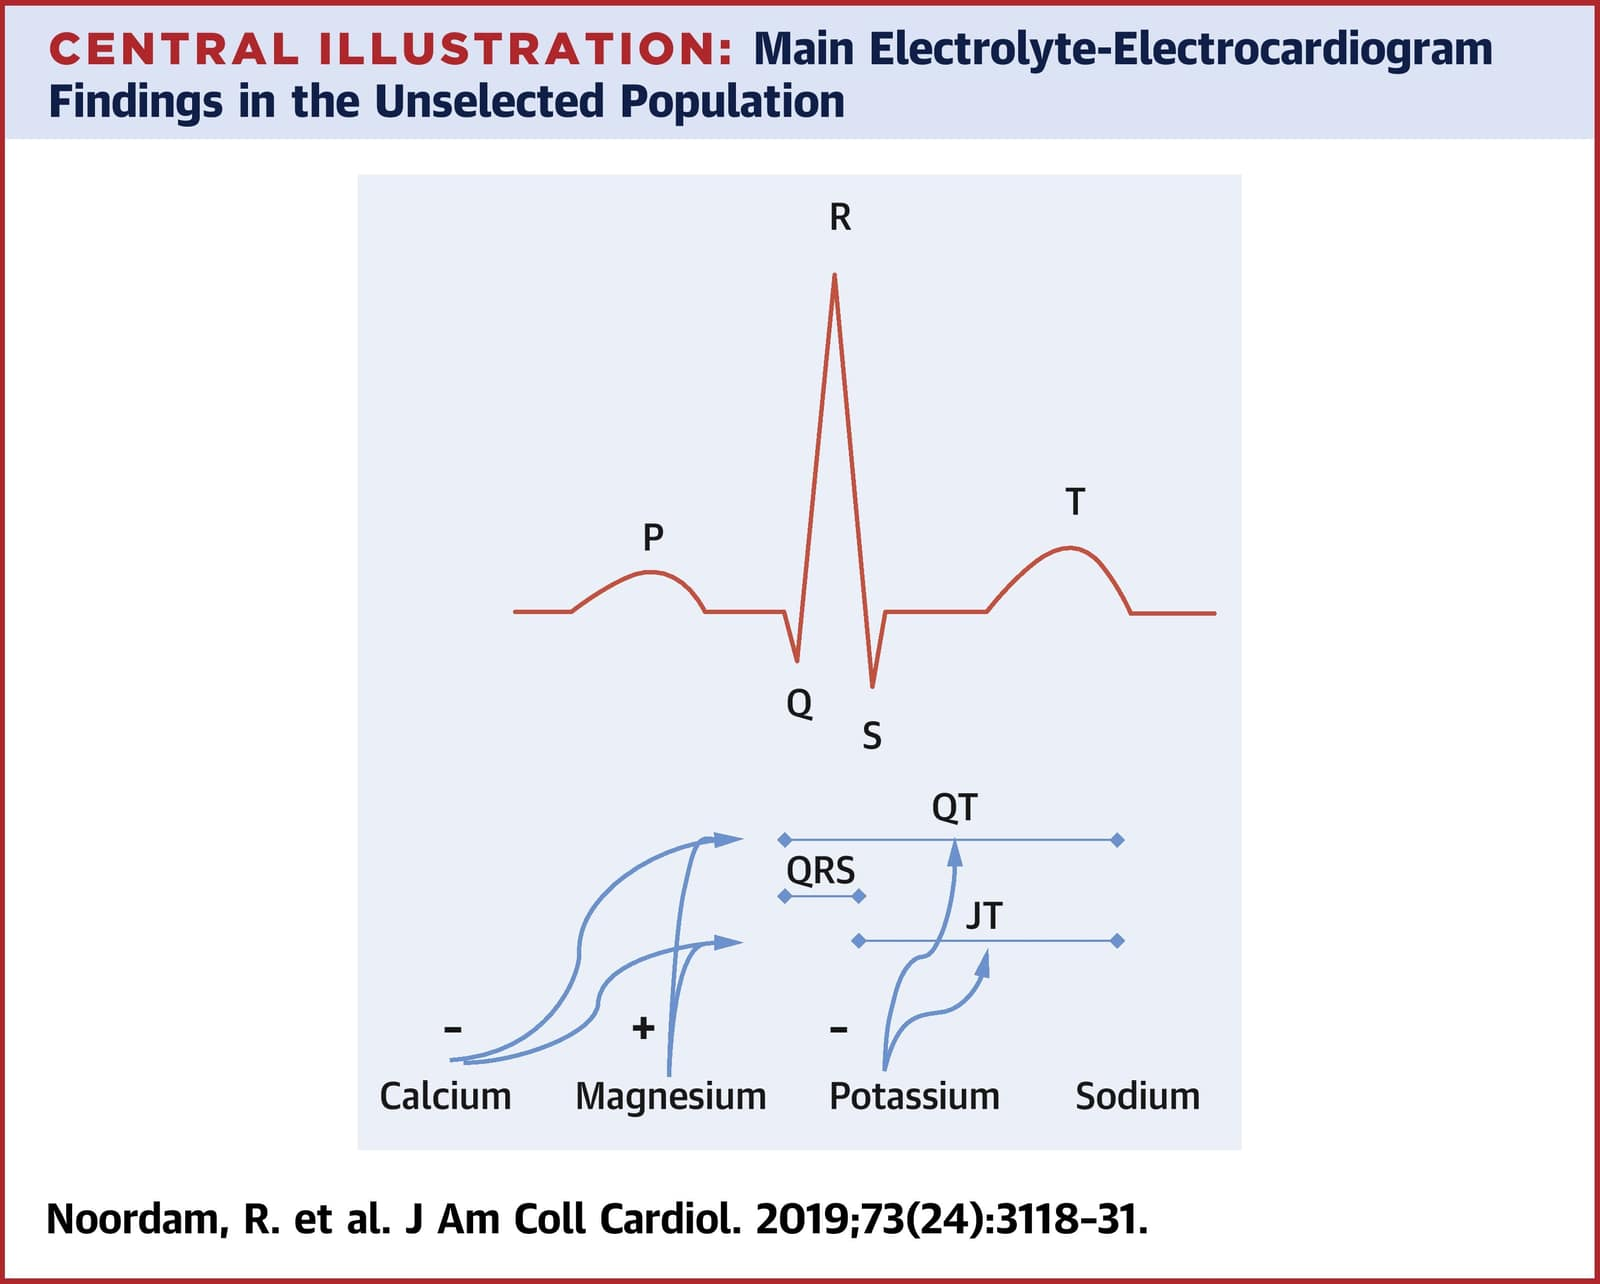 CENTRAL ILLUSTRATION: Main Electrolyte-Electrocardiogram
Findings in the Unselected Population
R
T
P
Q
S
QT
QRS
JT
– + –
Calcium Magnesium Potassium Sodium
Noordam, R. et al. J Am Coll Cardiol. 2019;73(24):3118–31.